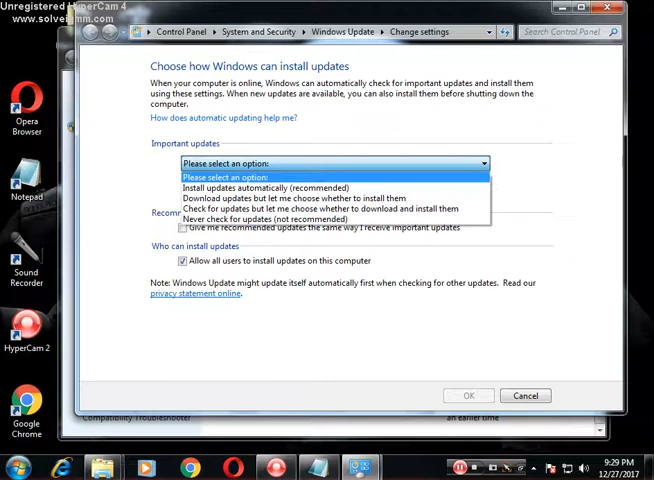 Unregistered HyperCam 4
www.solveigmm.com
Control Panel
System and Security
Windows Update
Change settings
Search Control Panel
Choose how Windows can install updates
When your computer is online, Windows can automatically check for important updates and install them
using these settings. When new updates are available, you can also install them before shutting down the
computer.
How does automatic updating help me?
Important updates
Please select an option:
Please select an option:
Install updates automatically (recommended)
Download updates but let me choose whether to install them
Check for updates but let me choose whether to download and install them
Never check for updates (not recommended)
Recom
Give me recommended updates the same way I receive important updates
Who can install updates
Allow all users to install updates on this computer
Note: Windows Update might update itself automatically first when checking for other updates. Read our
privacy statement online.
OK
Cancel
Compatibility Troubleshooter
an earlier time
Opera
Browser
Notepad
Sound
Recorder
HyperCam 2
Google
Chrome
9:29 PM
12/27/2017